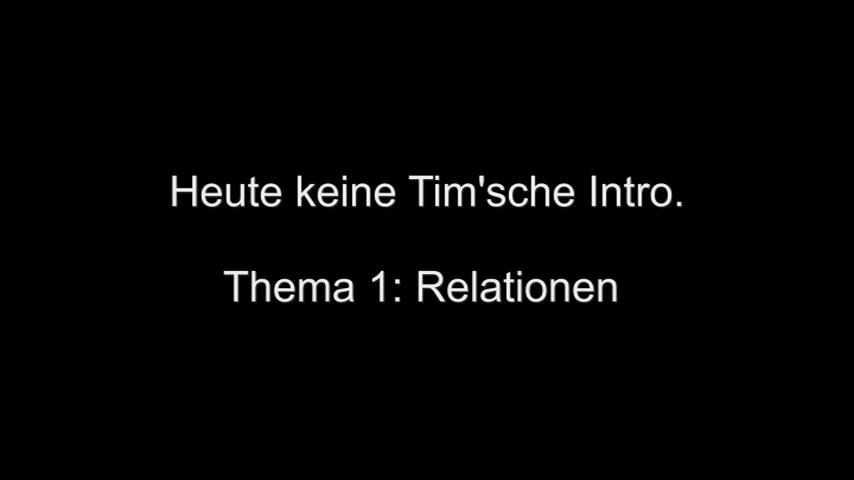 Heute keine Tim'sche Intro.
Thema 1: Relationen